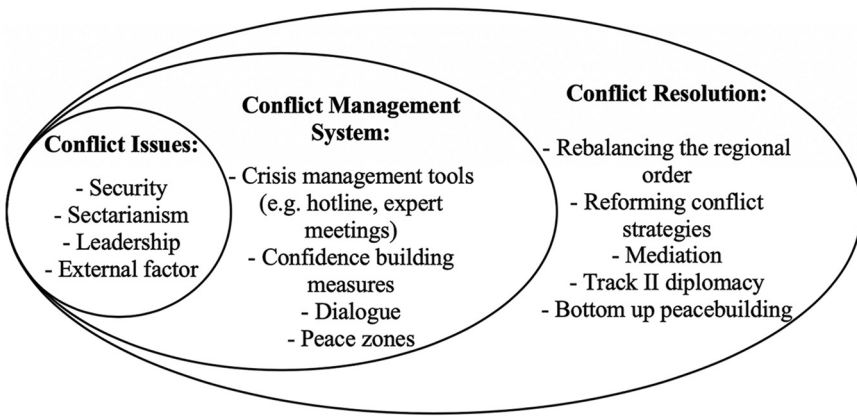 Conflict Issues:
- Security
- Sectarianism
- Leadership
- External factor
Conflict Management
System:
- Crisis management tools
(e.g. hotline, expert
meetings)
- Confidence building
measures
- Dialogue
- Peace zones
Conflict Resolution:
- Rebalancing the regional
order
- Reforming conflict
strategies
- Mediation
- Track II diplomacy
- Bottom up peacebuilding